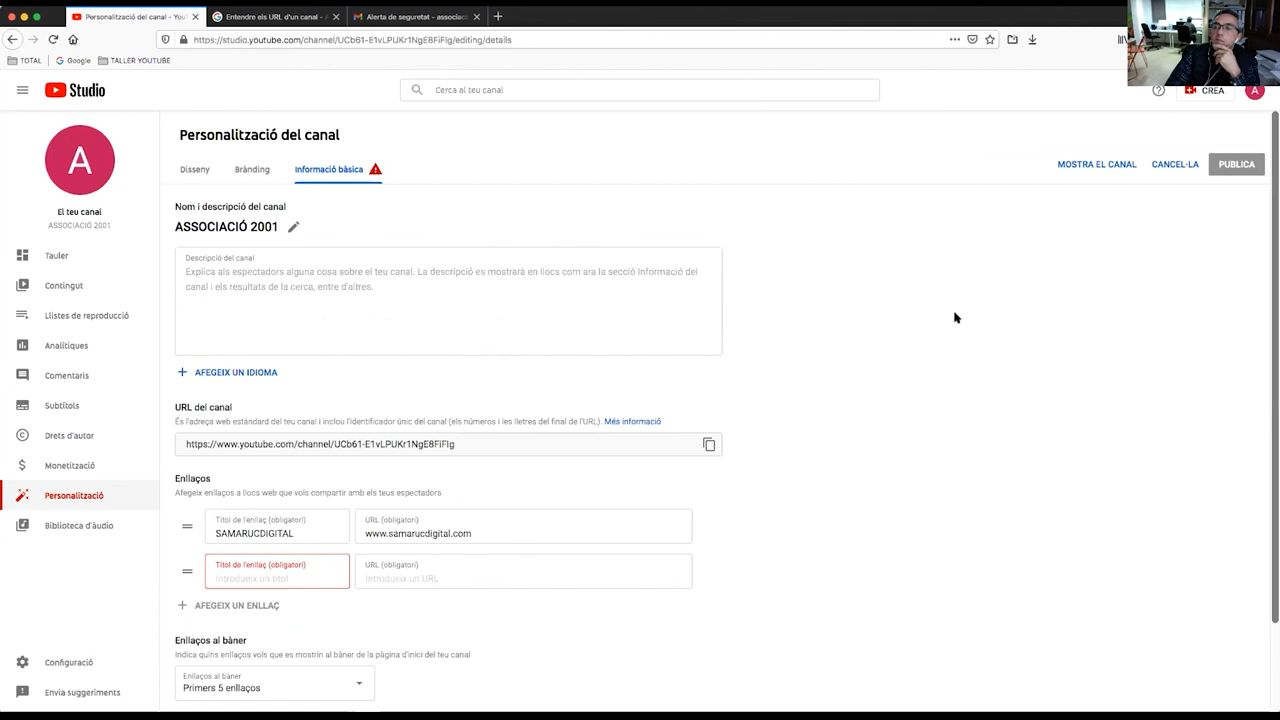 Personalització del canal - You
Entendre els URL d'un canal - A
Alerta de seguretat - associació
https://studio.youtube.com/channel/UCb61-E1vLPUKr1NgE8FiFlg/editing/details
TOTAL
Google
TALLER YOUTUBE
Studio
Cerca al teu canal
CREA
A
A
El teu canal
ASSOCIACIÓ 2001
Tauler
Contingut
Llistes de reproducció
Analítiques
Comentaris
Subtítols
Drets d'autor
Monetització
Personalització
Biblioteca d'àudio
Configuració
Envia suggeriments
Personalització del canal
Disseny
Brànding
Informació bàsica
MOSTRA EL CANAL
CANCEL·LA
PUBLICA
Nom i descripció del canal
ASSOCIACIÓ 2001
Descripció del canal
Explica als espectadors alguna cosa sobre el teu canal. La descripció es mostrarà en llocs com ara la secció Informació del
canal i els resultats de la cerca, entre d'altres.
AFEGEIX UN IDIOMA
URL del canal
És l'adreça web estàndard del teu canal i inclou l'identificador únic del canal (els números i les lletres del final de l'URL). Més informació
https://www.youtube.com/channel/UCb61-E1vLPUKr1NgE8FiFlg
Enllaços
Afegeix enllaços a llocs web que vols compartir amb els teus espectadors
Títol de l'enllaç (obligatori)
SAMARUCDIGITAL
URL (obligatori)
www.samarucdigital.com
Títol de l'enllaç (obligatori)
Introdueix un títol
URL (obligatori)
Introdueix un URL
AFEGEIX UN ENLLAÇ
Enllaços al bàner
Indica quins enllaços vols que es mostrin al bàner de la pàgina d'inici del teu canal
Enllaços al bàner
Primers 5 enllaços